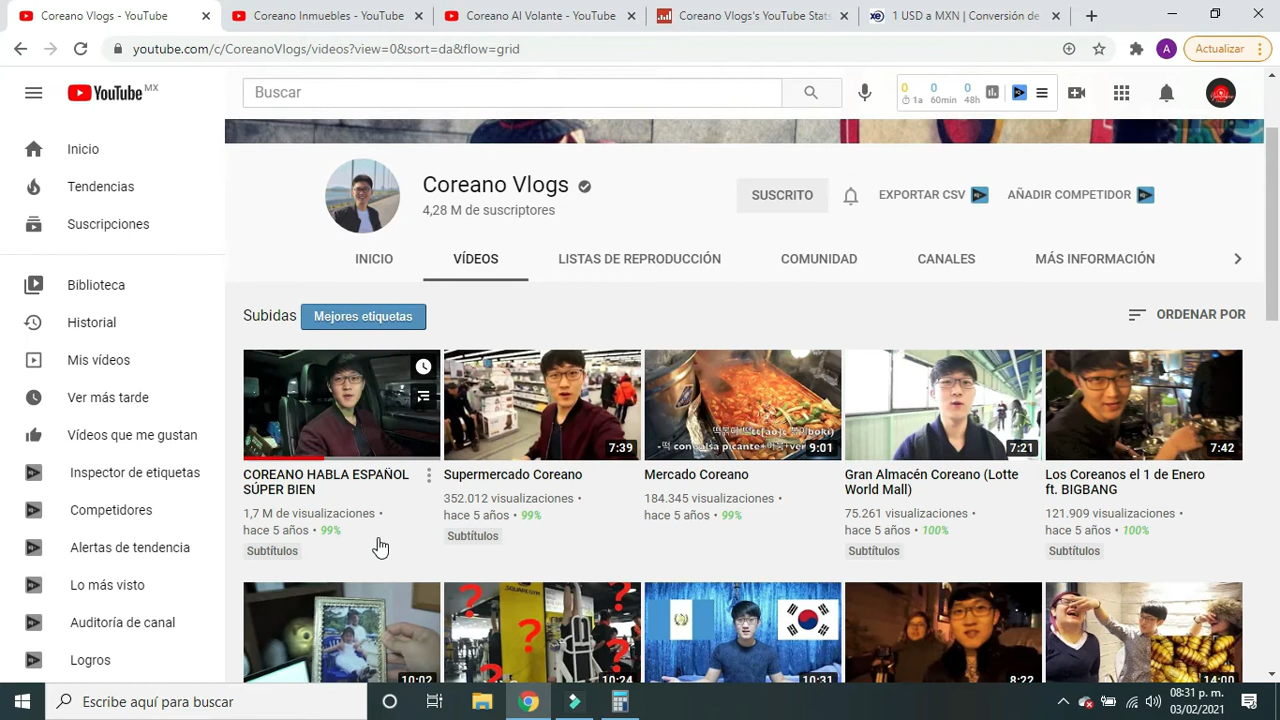 Coreano Vlogs - YouTube
Coreano Inmuebles - YouTube
Coreano Al Volante - YouTube
Coreano Vlogs's YouTube Stats
1 USD a MXN | Conversión de
youtube.com/c/CoreanoVlogs/videos?view=0&sort=da&flow=grid
A
Actualizar
YouTube MX
Buscar
0 0 0
1a 60min 48h
Inicio
Tendencias
Suscripciones
Biblioteca
Historial
Mis vídeos
Ver más tarde
Vídeos que me gustan
Inspector de etiquetas
Competidores
Alertas de tendencia
Lo más visto
Auditoría de canal
Logros
Coreano Vlogs
4,28 M de suscriptores
SUSCRITO
EXPORTAR CSV
AÑADIR COMPETIDOR
INICIO
VÍDEOS
LISTAS DE REPRODUCCIÓN
COMUNIDAD
CANALES
MÁS INFORMACIÓN
Subidas
Mejores etiquetas
ORDENAR POR
COREANO HABLA ESPAÑOL
SÚPER BIEN
1,7 M de visualizaciones •
hace 5 años • 99%
Subtítulos
7:39
Supermercado Coreano
352.012 visualizaciones •
hace 5 años • 99%
Subtítulos
9:01
Mercado Coreano
184.345 visualizaciones •
hace 5 años • 99%
7:21
Gran Almacén Coreano (Lotte
World Mall)
75.261 visualizaciones •
hace 5 años • 100%
Subtítulos
7:42
Los Coreanos el 1 de Enero
ft. BIGBANG
121.909 visualizaciones •
hace 5 años • 100%
Subtítulos
10:02
? ? ? ?
10:24
10:31
8:22
14:00
Escribe aquí para buscar
08:31 p. m.
03/02/2021